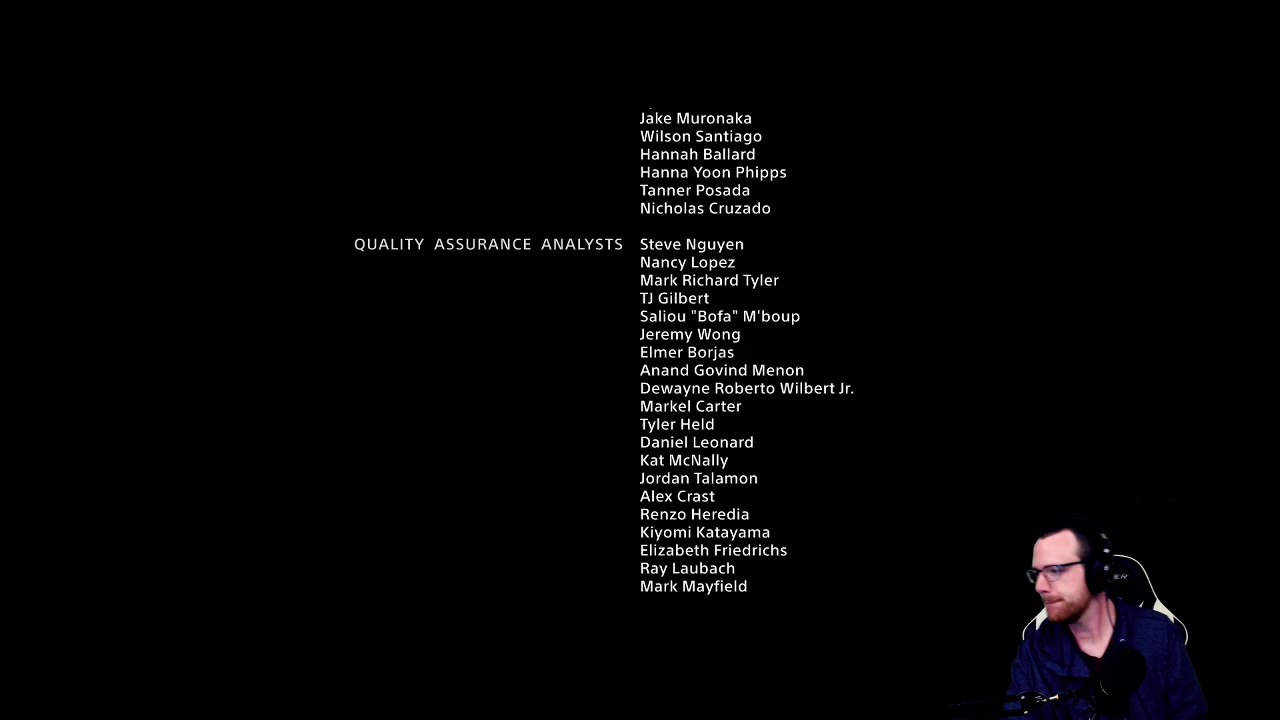 Jake Muronaka
Wilson Santiago
Hannah Ballard
Hanna Yoon Phipps
Tanner Posada
Nicholas Cruzado
QUALITY ASSURANCE ANALYSTS Steve Nguyen
Nancy Lopez
Mark Richard Tyler
TJ Gilbert
Saliou "Bofa" M'boup
Jeremy Wong
Elmer Borjas
Anand Govind Menon
Dewayne Roberto Wilbert Jr.
Markel Carter
Tyler Held
Daniel Leonard
Kat McNally
Jordan Talamon
Alex Crast
Renzo Heredia
Kiyomi Katayama
Elizabeth Friedrichs
Ray Laubach
Mark Mayfield